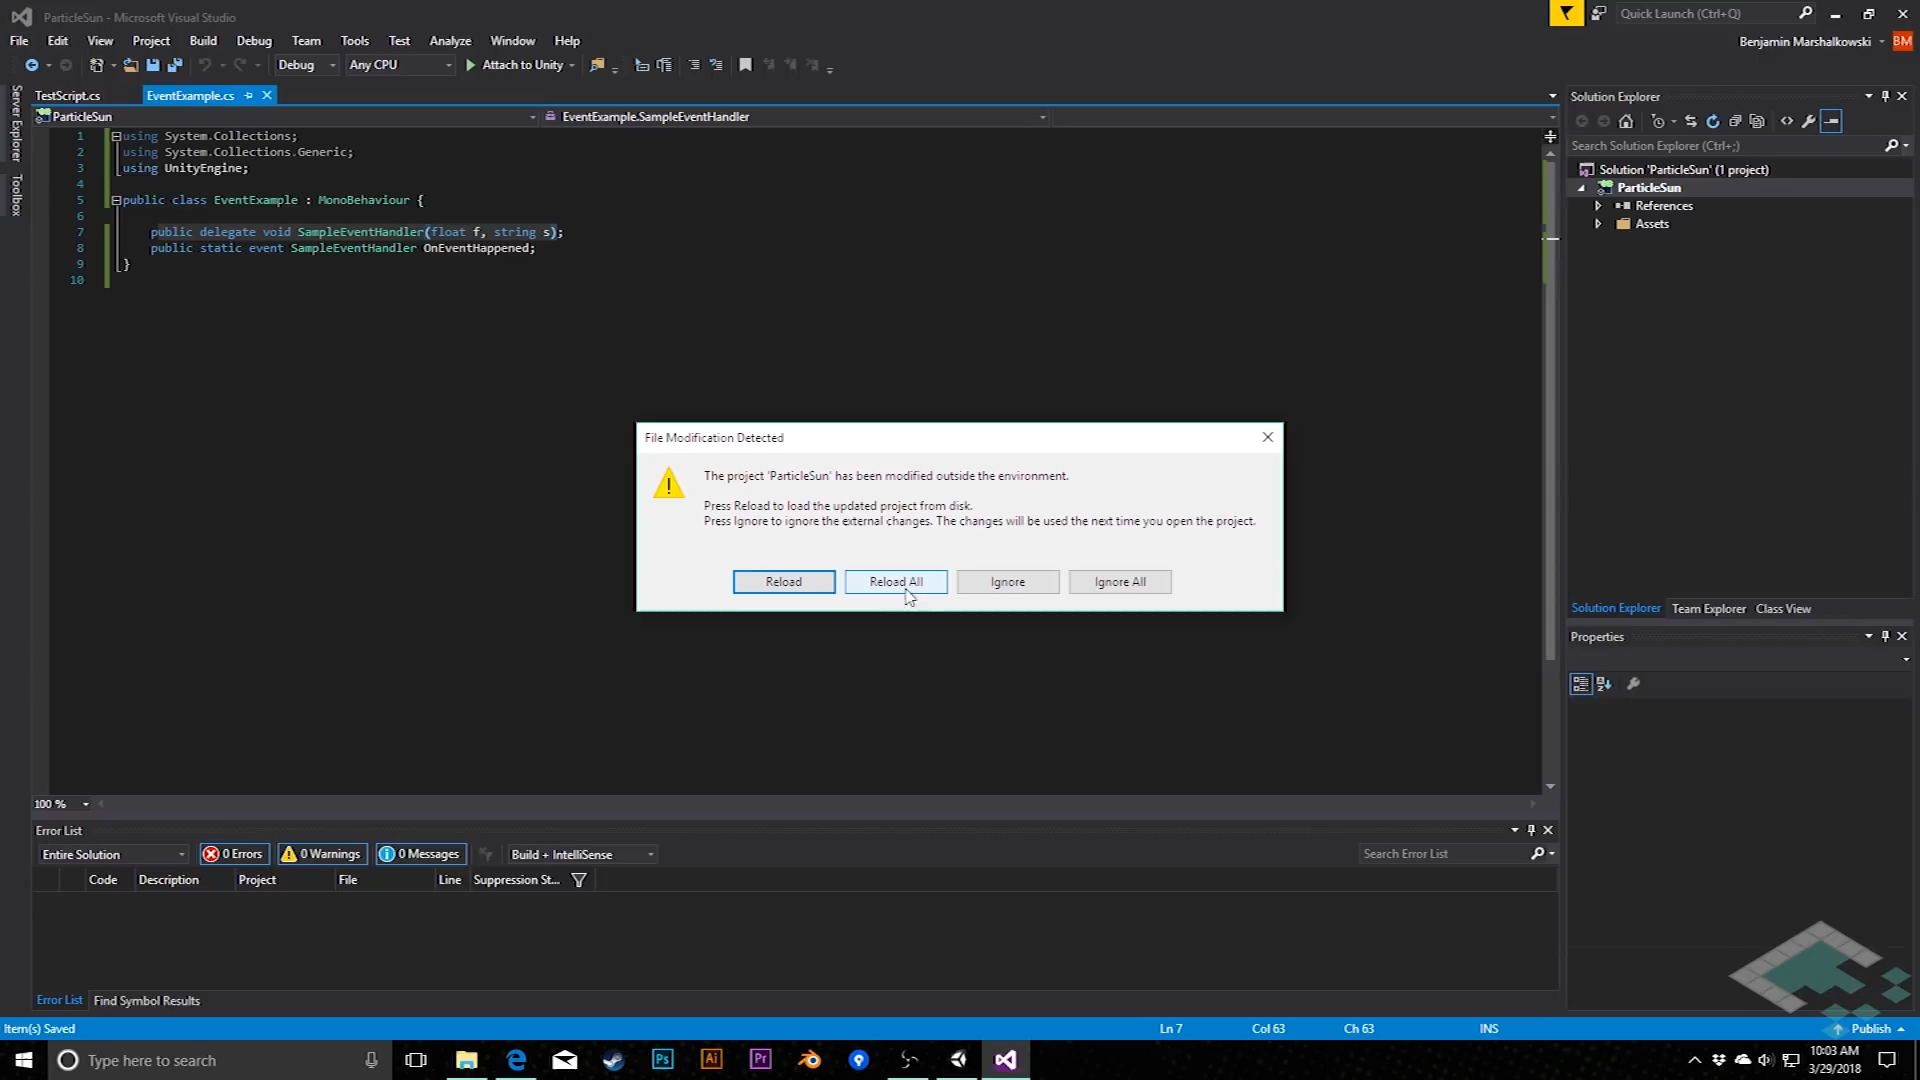 ParticleSun - Microsoft Visual Studio
Quick Launch (Ctrl+Q)
File Edit View Project Build Debug Team Tools Test Analyze Window Help
Benjamin Marshalkowski BM
Debug Any CPU Attach to Unity
Server Explorer
Toolbox
TestScript.cs EventExample.cs
ParticleSun EventExample.SampleEventHandler
1 using System.Collections;
2 using System.Collections.Generic;
3 using UnityEngine;
4
5 public class EventExample : MonoBehaviour {
6
7 public delegate void SampleEventHandler(float f, string s);
8 public static event SampleEventHandler OnEventHappened;
9 }
10
File Modification Detected
The project 'ParticleSun' has been modified outside the environment.
Press Reload to load the updated project from disk.
Press Ignore to ignore the external changes. The changes will be used the next time you open the project.
Reload Reload All Ignore Ignore All
Solution Explorer
Search Solution Explorer (Ctrl+;)
Solution 'ParticleSun' (1 project)
ParticleSun
References
Assets
Solution Explorer Team Explorer Class View
Properties
100 %
Error List
Entire Solution 0 Errors 0 Warnings 0 Messages Build + IntelliSense Search Error List
Code Description Project File Line Suppression St...
Error List Find Symbol Results
Item(s) Saved Ln 7 Col 63 Ch 63 INS Publish
Type here to search
Ps Ai Pr
10:03 AM
3/29/2018